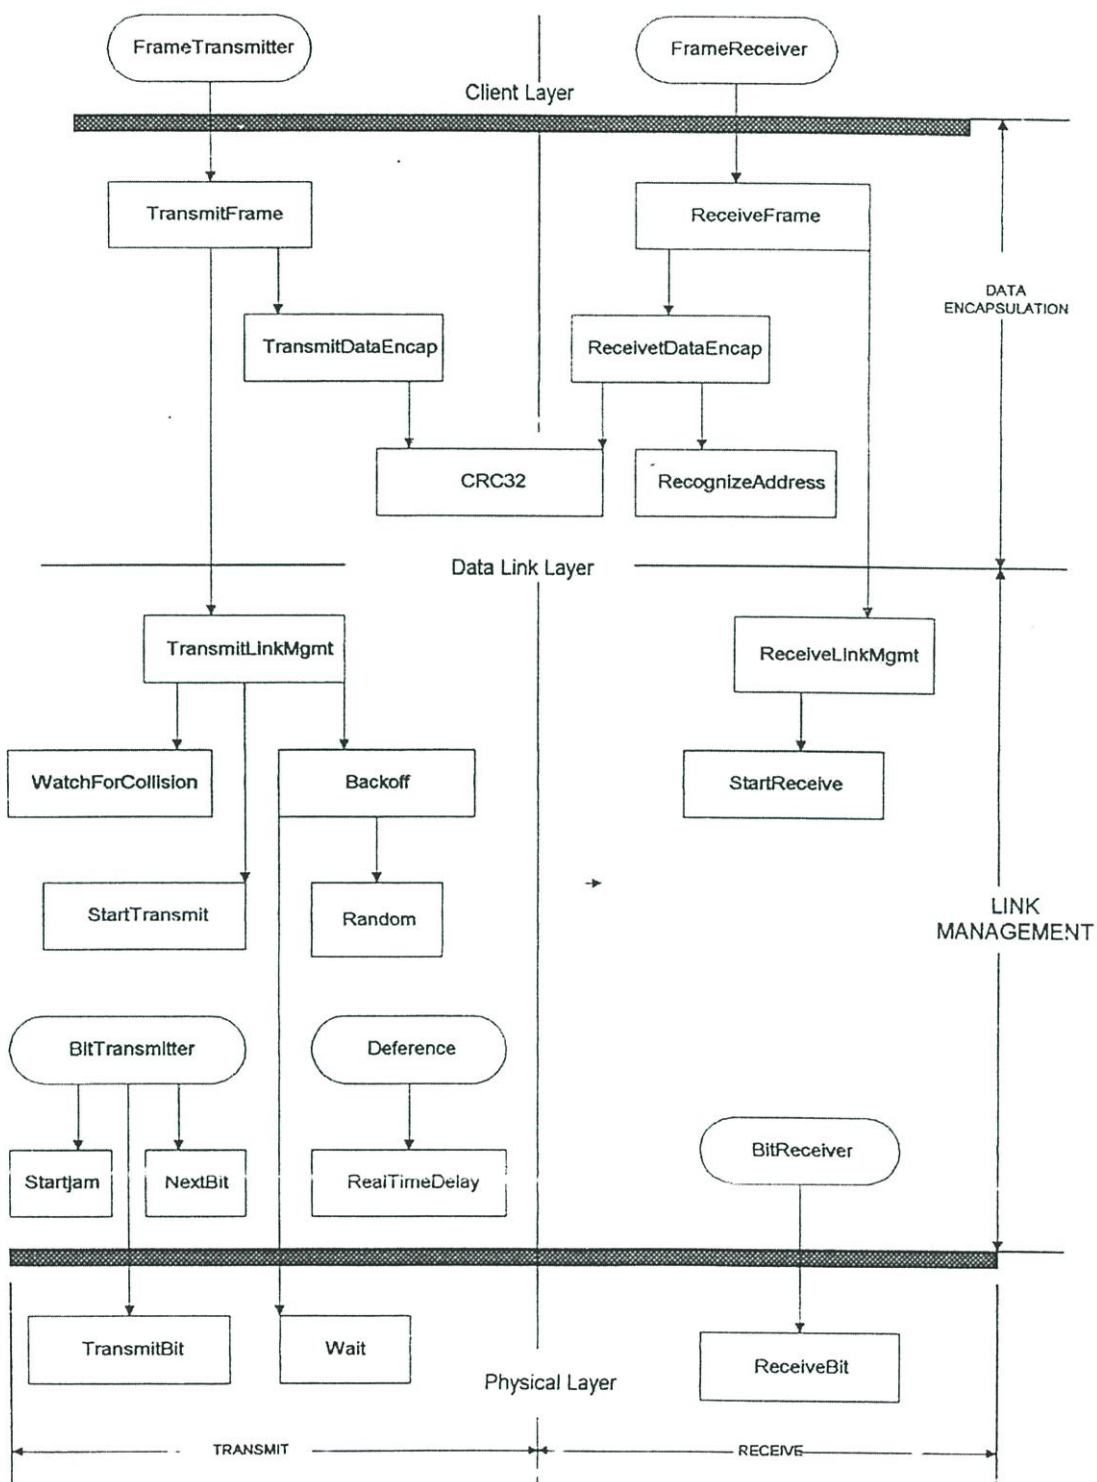 FrameTransmitter
FrameReceiver
Client Layer
TransmitFrame
ReceiveFrame
DATA
ENCAPSULATION
TransmitDataEncap
ReceivetDataEncap
CRC32
RecognizeAddress
Data Link Layer
TransmitLinkMgmt
ReceiveLinkMgmt
WatchForCollision
Backoff
StartReceive
StartTransmit
Random
LINK
MANAGEMENT
BitTransmitter
Deference
BitReceiver
Startjam
NextBit
RealTimeDelay
TransmitBit
Wait
ReceiveBit
Physical Layer
TRANSMIT
RECEIVE